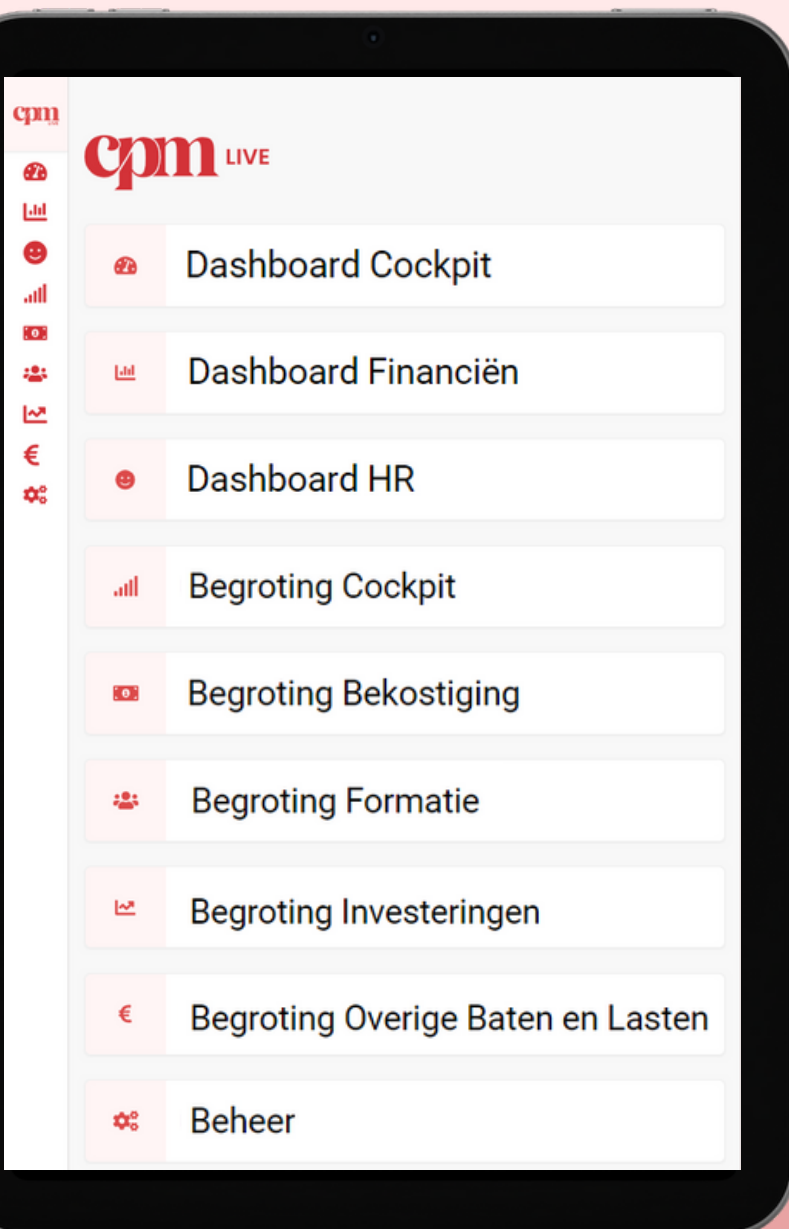 cpm
LIVE
cpm LIVE
Dashboard Cockpit
Dashboard Financiën
Dashboard HR
Begroting Cockpit
Begroting Bekostiging
Begroting Formatie
Begroting Investeringen
€ Begroting Overige Baten en Lasten
Beheer